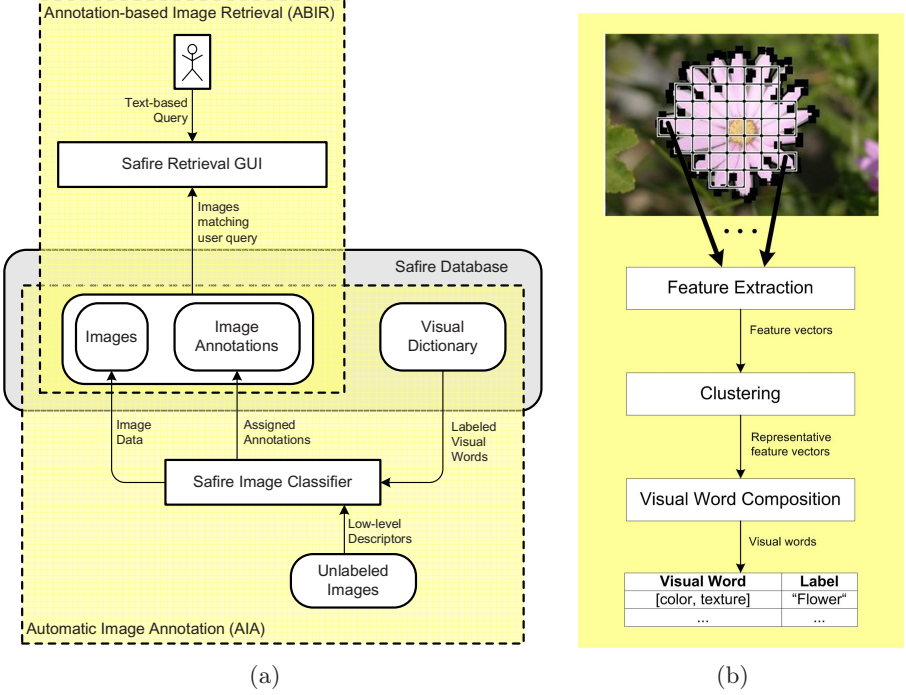 Annotation-based Image Retrieval (ABIR)
Text-based
Query
Safire Retrieval GUI
Images
matching
user query
Safire Database
Images
Image
Annotations
Visual
Dictionary
Image
Data
Assigned
Annotations
Labeled
Visual
Words
Safire Image Classifier
Low-level
Descriptors
Unlabeled
Images
Automatic Image Annotation (AIA)
(a)
. . .
Feature Extraction
Feature vectors
Clustering
Representative
feature vectors
Visual Word Composition
Visual words
Visual Word Label
[color, texture] “Flower“
... ...
(b)